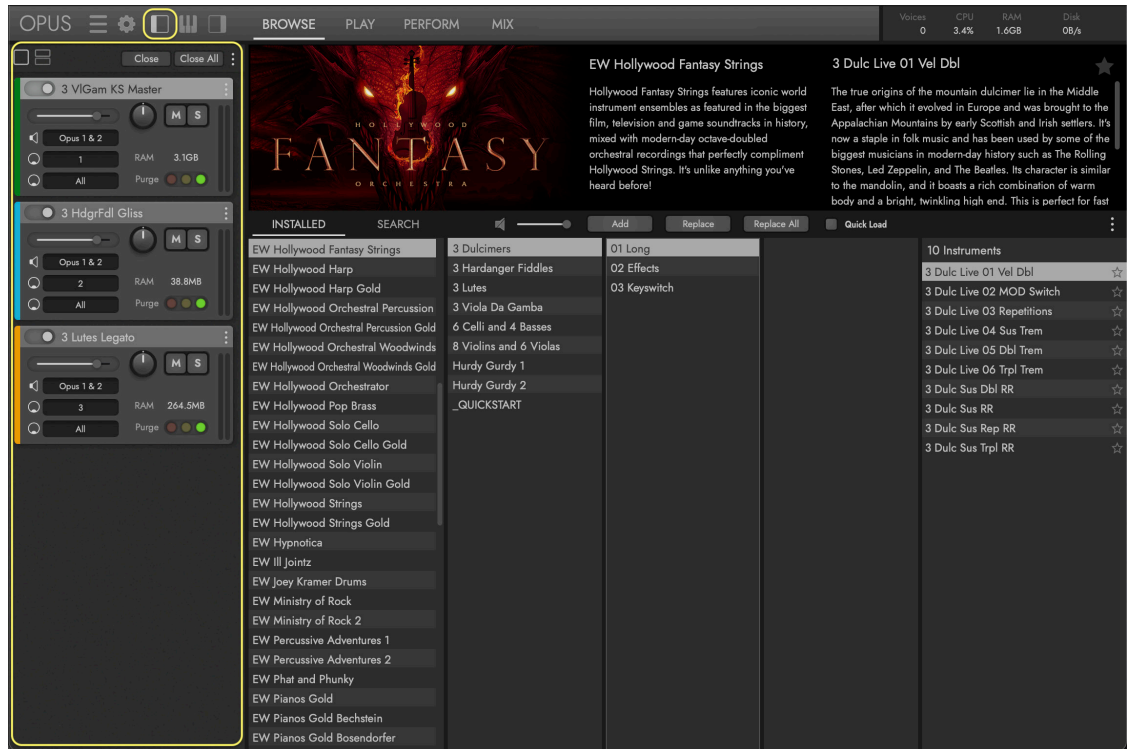 OPUS
BROWSE PLAY PERFORM MIX
Voices CPU RAM Disk
0 3.4% 1.6GB 0B/s
Close Close All
3 VlGam KS Master
M S
Opus 1 & 2
1 RAM 3.1GB
All Purge
3 HdgrFdl Gliss
M S
Opus 1 & 2
2 RAM 38.8MB
All Purge
3 Lutes Legato
M S
Opus 1 & 2
3 RAM 264.5MB
All Purge
HOLLYWOOD
FANTASY
ORCHESTRA
EW Hollywood Fantasy Strings
Hollywood Fantasy Strings features iconic world
instrument ensembles as featured in the biggest
film, television and game soundtracks in history,
mixed with modern-day octave-doubled
orchestral recordings that perfectly compliment
Hollywood Strings. It's unlike anything you've
heard before!
3 Dulc Live 01 Vel Dbl
The true origins of the mountain dulcimer lie in the Middle
East, after which it evolved in Europe and was brought to the
Appalachian Mountains by early Scottish and Irish settlers. It's
now a staple in folk music and has been used by some of the
biggest musicians in modern-day history such as The Rolling
Stones, Led Zeppelin, and The Beatles. Its character is similar
to the mandolin, and it boasts a rich combination of warm
body and a bright, twinkling high end. This is perfect for fast
INSTALLED SEARCH Add Replace Replace All Quick Load
EW Hollywood Fantasy Strings
EW Hollywood Harp
EW Hollywood Harp Gold
EW Hollywood Orchestral Percussion
EW Hollywood Orchestral Percussion Gold
EW Hollywood Orchestral Woodwinds
EW Hollywood Orchestral Woodwinds Gold
EW Hollywood Orchestrator
EW Hollywood Pop Brass
EW Hollywood Solo Cello
EW Hollywood Solo Cello Gold
EW Hollywood Solo Violin
EW Hollywood Solo Violin Gold
EW Hollywood Strings
EW Hollywood Strings Gold
EW Hypnotica
EW Ill Jointz
EW Joey Kramer Drums
EW Ministry of Rock
EW Ministry of Rock 2
EW Percussive Adventures 1
EW Percussive Adventures 2
EW Phat and Phunky
EW Pianos Gold
EW Pianos Gold Bechstein
EW Pianos Gold Bosendorfer
3 Dulcimers
3 Hardanger Fiddles
3 Lutes
3 Viola Da Gamba
6 Celli and 4 Basses
8 Violins and 6 Violas
Hurdy Gurdy 1
Hurdy Gurdy 2
_QUICKSTART
01 Long
02 Effects
03 Keyswitch
10 Instruments
3 Dulc Live 01 Vel Dbl
3 Dulc Live 02 MOD Switch
3 Dulc Live 03 Repetitions
3 Dulc Live 04 Sus Trem
3 Dulc Live 05 Dbl Trem
3 Dulc Live 06 Trpl Trem
3 Dulc Sus Dbl RR
3 Dulc Sus RR
3 Dulc Sus Rep RR
3 Dulc Sus Trpl RR